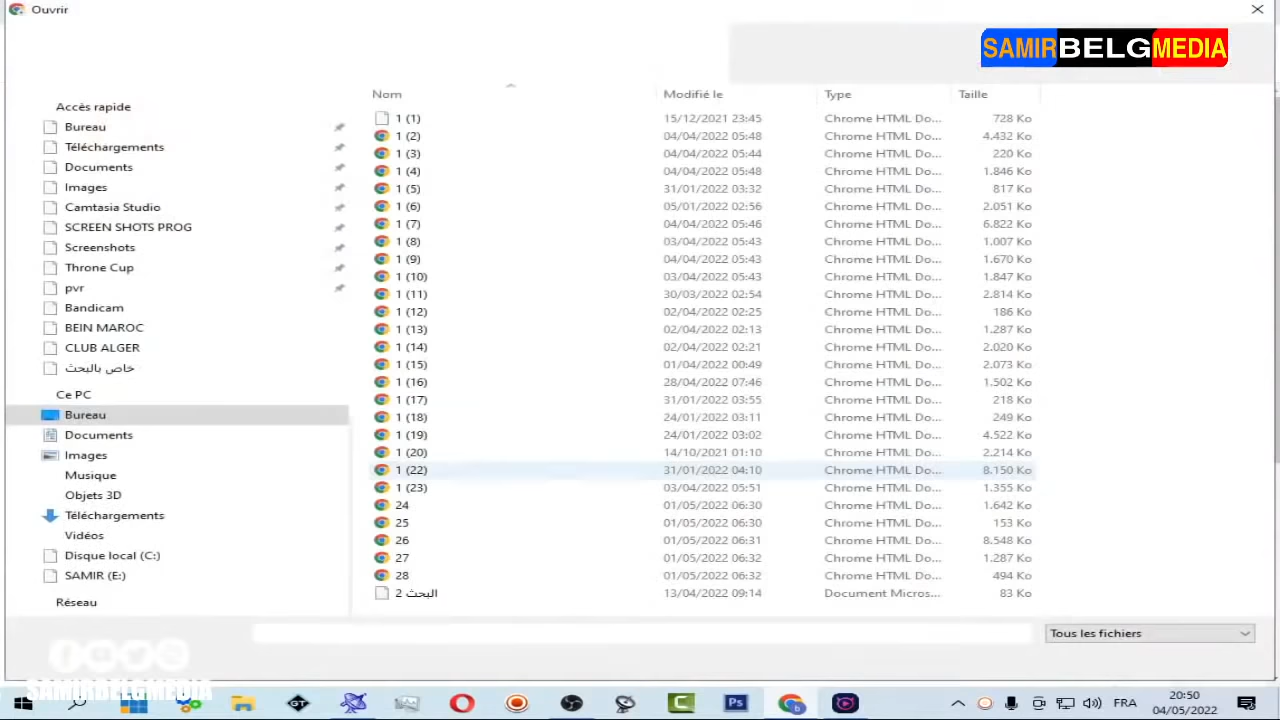 Ouvrir
SAMIRBELGMEDIA
Nom Modifié le Type Taille
Accès rapide
Bureau
Téléchargements
Documents
Images
Camtasia Studio
SCREEN SHOTS PROG
Screenshots
Throne Cup
pvr
Bandicam
BEIN MAROC
CLUB ALGER
خاص بالبحث
Ce PC
Bureau
Documents
Images
Musique
Objets 3D
Téléchargements
Vidéos
Disque local (C:)
SAMIR (E:)
Réseau
1 (1) 15/12/2021 23:45 Chrome HTML Do... 728 Ko
1 (2) 04/04/2022 05:48 Chrome HTML Do... 4.432 Ko
1 (3) 04/04/2022 05:44 Chrome HTML Do... 220 Ko
1 (4) 04/04/2022 05:48 Chrome HTML Do... 1.846 Ko
1 (5) 31/01/2022 03:32 Chrome HTML Do... 817 Ko
1 (6) 05/01/2022 02:56 Chrome HTML Do... 2.051 Ko
1 (7) 04/04/2022 05:46 Chrome HTML Do... 6.822 Ko
1 (8) 03/04/2022 05:43 Chrome HTML Do... 1.007 Ko
1 (9) 04/04/2022 05:43 Chrome HTML Do... 1.670 Ko
1 (10) 03/04/2022 05:43 Chrome HTML Do... 1.847 Ko
1 (11) 30/03/2022 02:54 Chrome HTML Do... 2.814 Ko
1 (12) 02/04/2022 02:25 Chrome HTML Do... 186 Ko
1 (13) 02/04/2022 02:13 Chrome HTML Do... 1.287 Ko
1 (14) 02/04/2022 02:21 Chrome HTML Do... 2.020 Ko
1 (15) 01/04/2022 00:49 Chrome HTML Do... 2.073 Ko
1 (16) 28/04/2022 07:46 Chrome HTML Do... 1.502 Ko
1 (17) 31/01/2022 03:55 Chrome HTML Do... 218 Ko
1 (18) 24/01/2022 03:11 Chrome HTML Do... 249 Ko
1 (19) 24/01/2022 03:02 Chrome HTML Do... 4.522 Ko
1 (20) 14/10/2021 01:10 Chrome HTML Do... 2.214 Ko
1 (22) 31/01/2022 04:10 Chrome HTML Do... 8.150 Ko
1 (23) 03/04/2022 05:51 Chrome HTML Do... 1.355 Ko
24 01/05/2022 06:30 Chrome HTML Do... 1.642 Ko
25 01/05/2022 06:30 Chrome HTML Do... 153 Ko
26 01/05/2022 06:31 Chrome HTML Do... 8.548 Ko
27 01/05/2022 06:32 Chrome HTML Do... 1.287 Ko
28 01/05/2022 06:32 Chrome HTML Do... 494 Ko
البحث 2 13/04/2022 09:14 Document Micros... 83 Ko
Tous les fichiers
SAMIRBELGMEDIA
GT Ps b FRA 20:50
04/05/2022